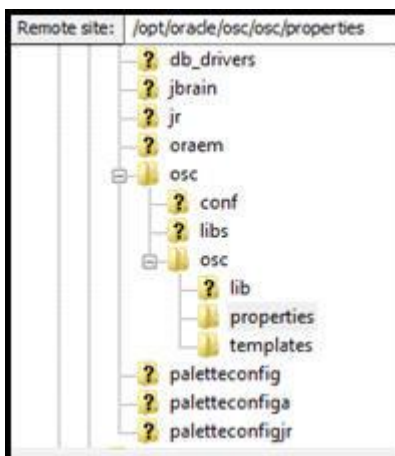 Remote site: /opt/oracle/osc/osc/properties
db_drivers
jbrain
jr
oraem
osc
conf
libs
osc
lib
properties
templates
paletteconfig
paletteconfiga
paletteconfigjr